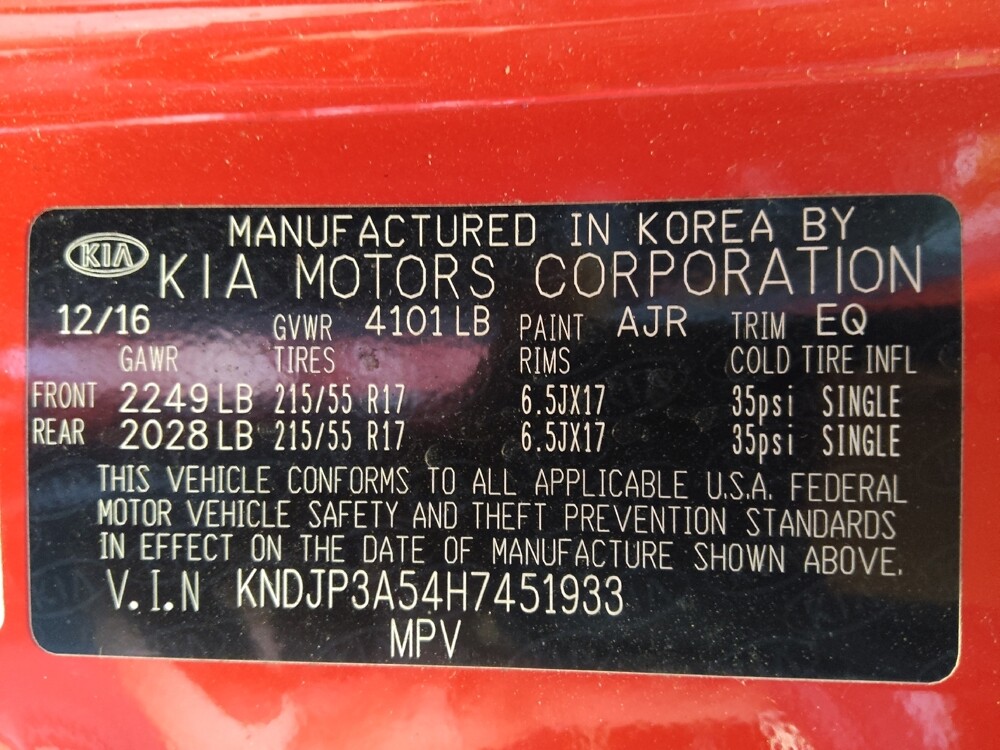 MANUFACTURED IN KOREA BY
KIA KIA MOTORS CORPORATION
12/16 GVWR 4101 LB PAINT AJR TRIM EQ
GAWR TIRES RIMS COLD TIRE INFL
FRONT 2249 LB 215/55 R17 6.5JX17 35psi SINGLE
REAR 2028 LB 215/55 R17 6.5JX17 35psi SINGLE
THIS VEHICLE CONFORMS TO ALL APPLICABLE U.S.A. FEDERAL
MOTOR VEHICLE SAFETY AND THEFT PREVENTION STANDARDS
IN EFFECT ON THE DATE OF MANUFACTURE SHOWN ABOVE.
V.I.N KNDJP3A54H7451933
MPV